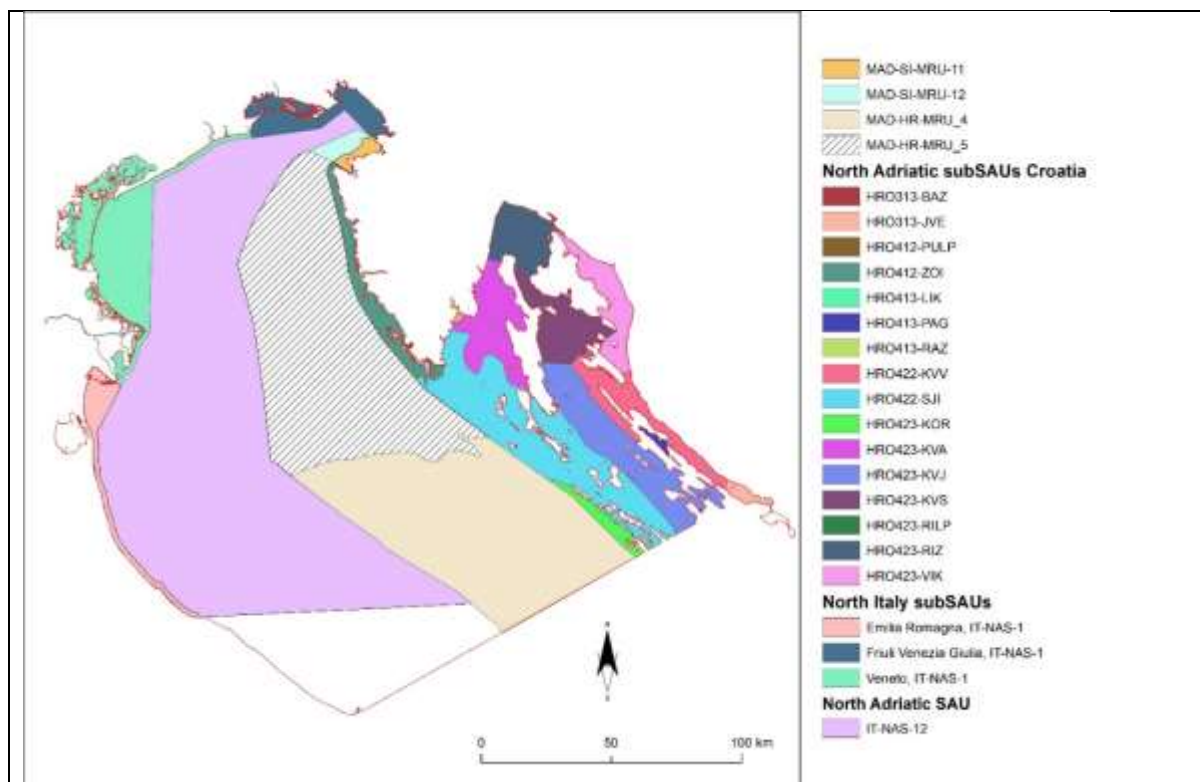 MAD-SI-MRU-11
MAD-SI-MRU-12
MAD-HR-MRU_4
MAD-HR-MRU_5
North Adriatic subSAUs Croatia
HRO313-BAZ
HRO313-JVE
HRO412-PULP
HRO412-ZOI
HRO413-LIK
HRO413-PAG
HRO413-RAZ
HRO422-KVV
HRO422-SJI
HRO423-KOR
HRO423-KVA
HRO423-KVJ
HRO423-KVS
HRO423-RILP
HRO423-RIZ
HRO423-VIK
North Italy subSAUs
Emilia Romagna, IT-NAS-1
Friuli Venezia Giulia, IT-NAS-1
Veneto, IT-NAS-1
North Adriatic SAU
IT-NAS-12
0 50 100 km